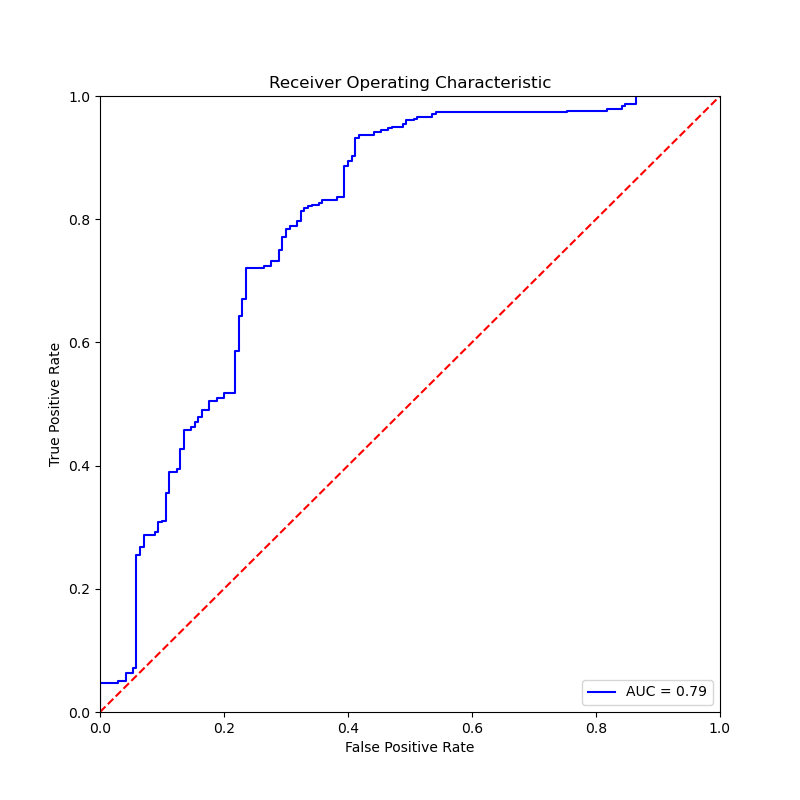 Receiver Operating Characteristic
1.0
0.8
0.6
0.4
0.2
0.0
True Positive Rate
AUC = 0.79
0.0 0.2 0.4 0.6 0.8 1.0
False Positive Rate